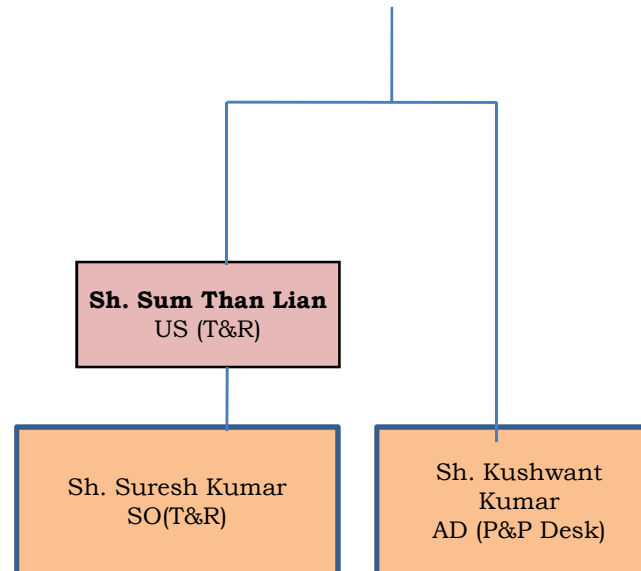 Sh. Sum Than Lian
US (T&R)
Sh. Suresh Kumar
SO(T&R)
Sh. Kushwant
Kumar
AD (P&P Desk)